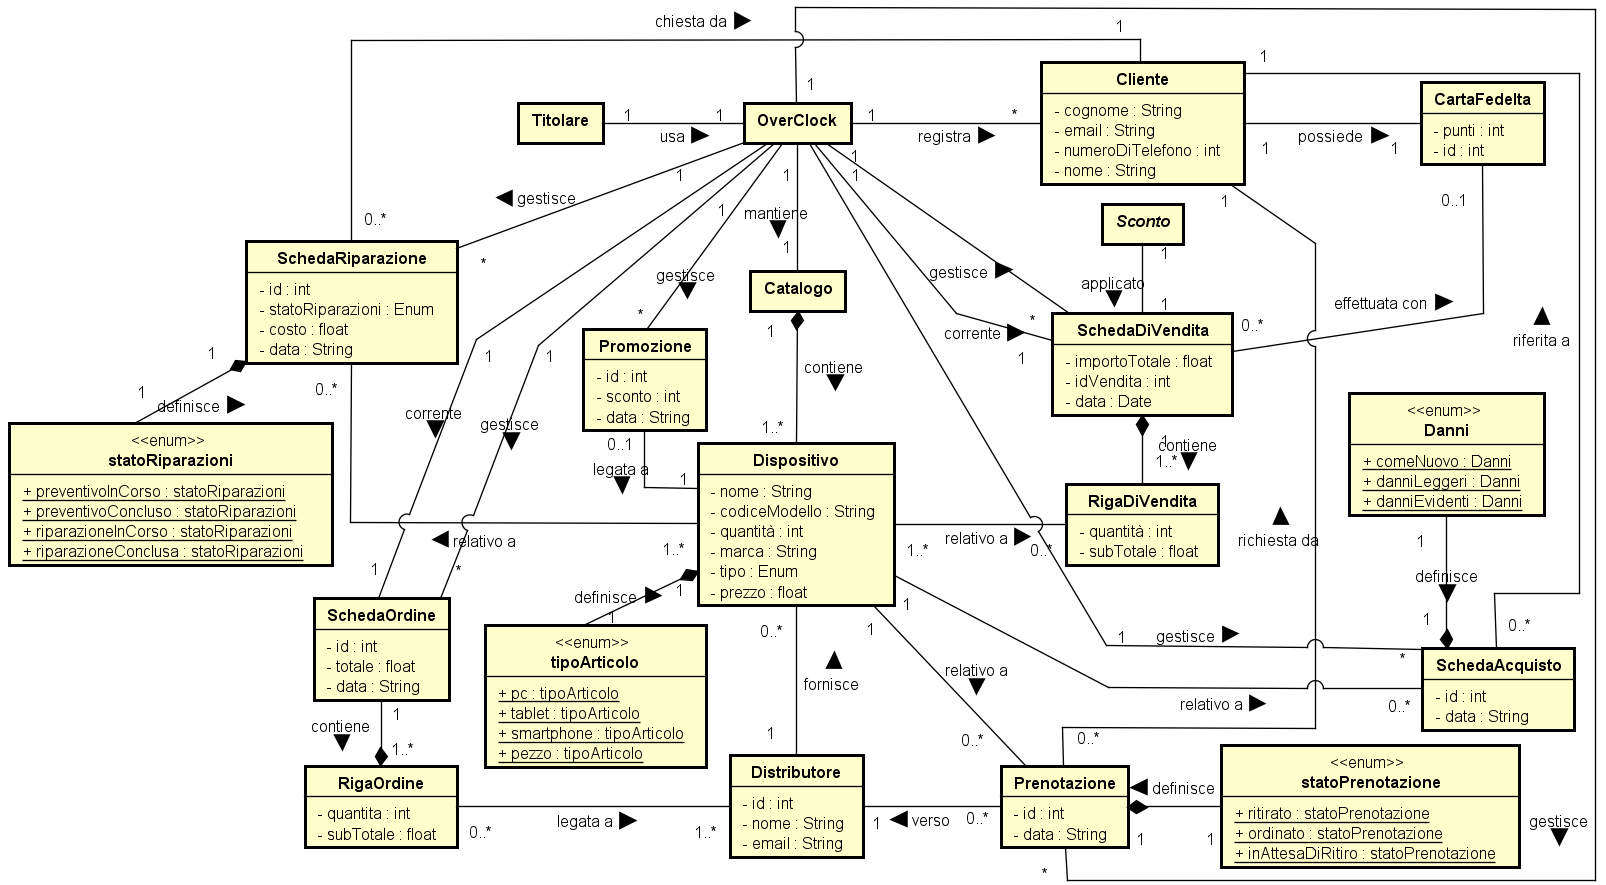 chiesta da
1
1
1
Titolare
1
1
usa
OverClock
1
*
registra
Cliente
- cognome : String
- email : String
- numeroDiTelefono : int
- nome : String
1
possiede
1
CartaFedelta
- punti : int
- id : int
gestisce
1
0..*
*
1
mantiene
1
1
1
1
1
0..1
Sconto
1
applicato
1
gestisce
*
corrente
1
effettuata con
0..*
riferita a
SchedaRiparazione
- id : int
- statoRiparazioni : Enum
- costo : float
- data : String
1
1
definisce
0..*
gestisce
*
Catalogo
1
contiene
1..*
Promozione
- id : int
- sconto : int
- data : String
0..1
legata a
1
1
1
corrente
gestisce
1
*
SchedaDiVendita
- importoTotale : float
- idVendita : int
- data : Date
contiene
1
1..*
<<enum>>
Danni
+ comeNuovo : Danni
+ danniLeggeri : Danni
+ danniEvidenti : Danni
<<enum>>
statoRiparazioni
+ preventivoInCorso : statoRiparazioni
+ preventivoConcluso : statoRiparazioni
+ riparazioneInCorso : statoRiparazioni
+ riparazioneConclusa : statoRiparazioni
Dispositivo
- nome : String
- codiceModello : String
- quantità : int
- marca : String
- tipo : Enum
- prezzo : float
RigaDiVendita
- quantità : int
- subTotale : float
relativo a
1..*
relativo a
1..*
0..*
richiesta da
1
definisce
1
definisce
1
1
SchedaOrdine
- id : int
- totale : float
- data : String
<<enum>>
tipoArticolo
+ pc : tipoArticolo
+ tablet : tipoArticolo
+ smartphone : tipoArticolo
+ pezzo : tipoArticolo
0..*
fornisce
1
1
1
relativo a
0..*
1
gestisce
*
0..*
relativo a
0..*
0..*
SchedaAcquisto
- id : int
- data : String
contiene
1
1..*
RigaOrdine
- quantita : int
- subTotale : float
0..*
legata a
1..*
Distributore
- id : int
- nome : String
- email : String
1
verso
0..*
Prenotazione
- id : int
- data : String
*
definisce
1
1
<<enum>>
statoPrenotazione
+ ritirato : statoPrenotazione
+ ordinato : statoPrenotazione
+ inAttesaDiRitiro : statoPrenotazione
gestisce